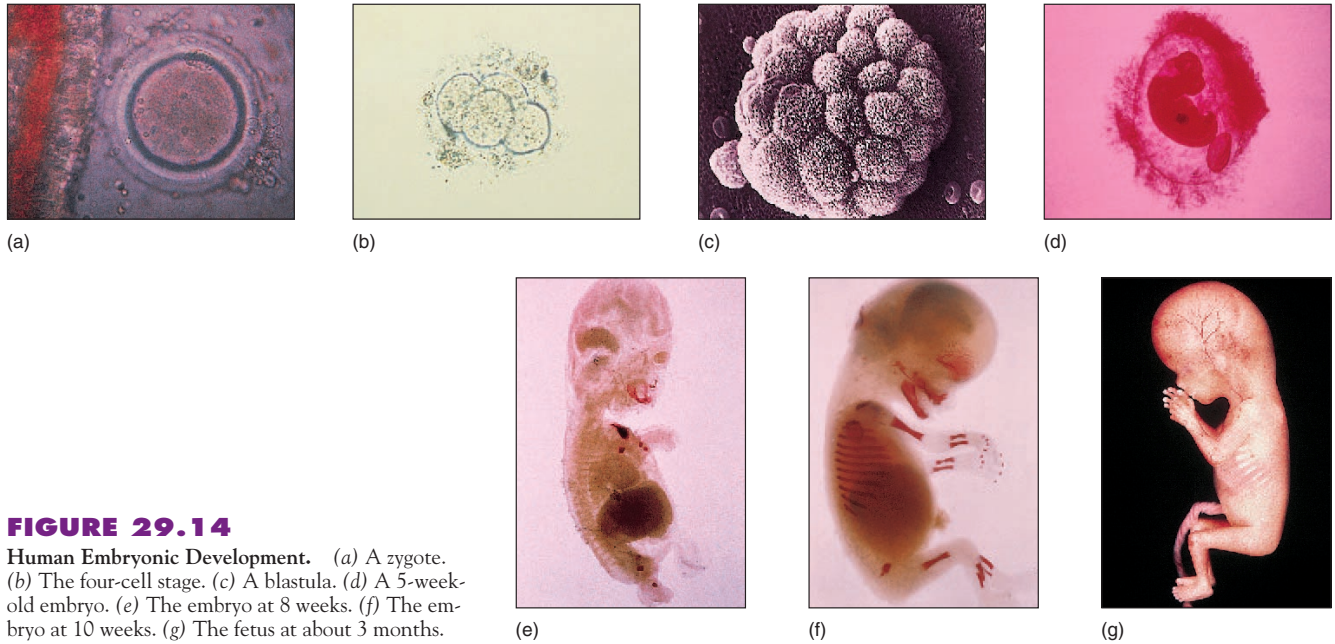 (a)
(b)
(c)
(d)
FIGURE 29.14
Human Embryonic Development. (a) A zygote.
(b) The four-cell stage. (c) A blastula. (d) A 5-week-
old embryo. (e) The embryo at 8 weeks. (f) The em-
bryo at 10 weeks. (g) The fetus at about 3 months.
(e)
(f)
(g)